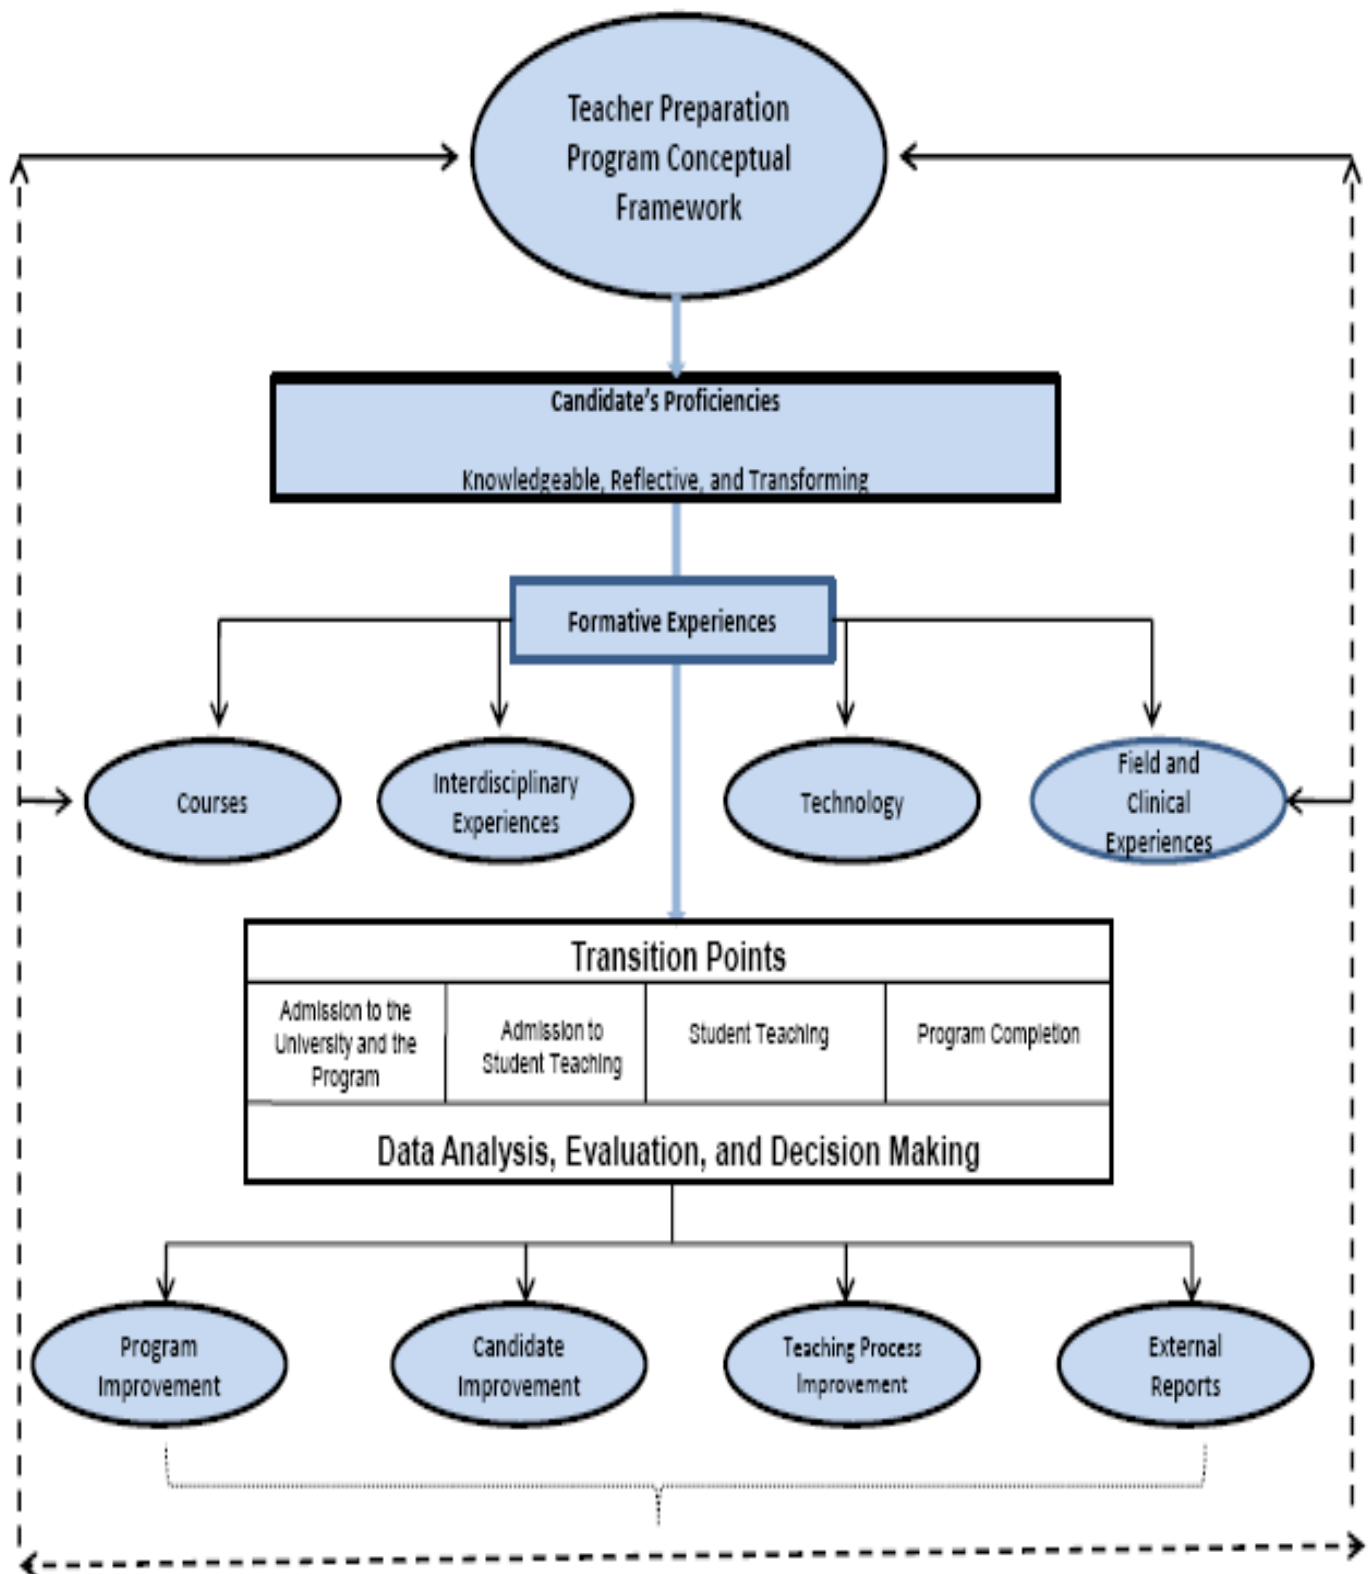 Teacher Preparation
Program Conceptual
Framework
Candidate's Proficiencies
Knowledgeable, Reflective, and Transforming
Formative Experiences
Courses
Interdisciplinary
Experiences
Technology
Field and
Clinical
Experiences
Transition Points
Admission to the
University and the
Program
Admission to
Student Teaching
Student Teaching
Program Completion
Data Analysis, Evaluation, and Decision Making
Program
Improvement
Candidate
Improvement
Teaching Process
Improvement
External
Reports